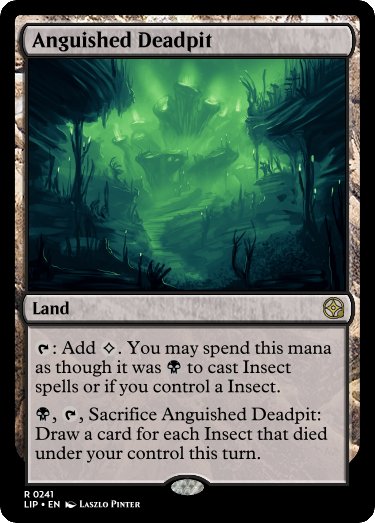 Anguished Deadpit
Land
: Add . You may spend this mana
as though it was to cast Insect
spells or if you control a Insect.
, , Sacrifice Anguished Deadpit:
Draw a card for each Insect that died
under your control this turn.
R 0241
LIP • EN Laszlo Pinter